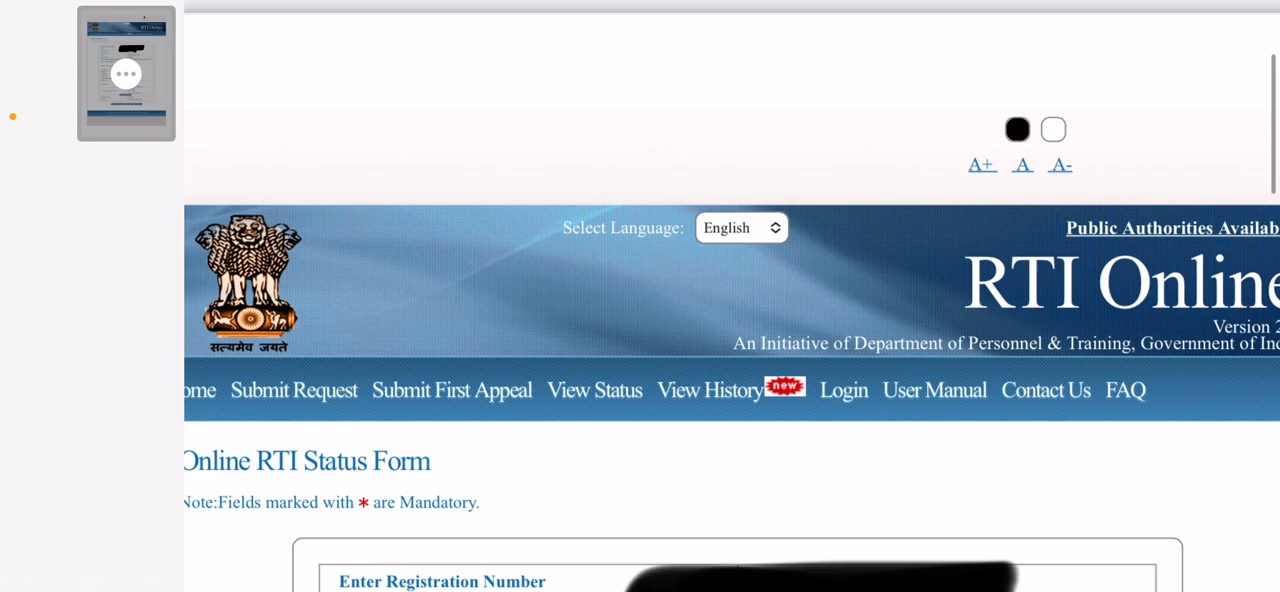 A+ A A-
Select Language: English
Public Authorities Availab
RTI Online
Version 2
An Initiative of Department of Personnel & Training, Government of Ind
सत्यमेव जयते
ome Submit Request Submit First Appeal View Status View History new Login User Manual Contact Us FAQ
Online RTI Status Form
Note:Fields marked with * are Mandatory.
Enter Registration Number